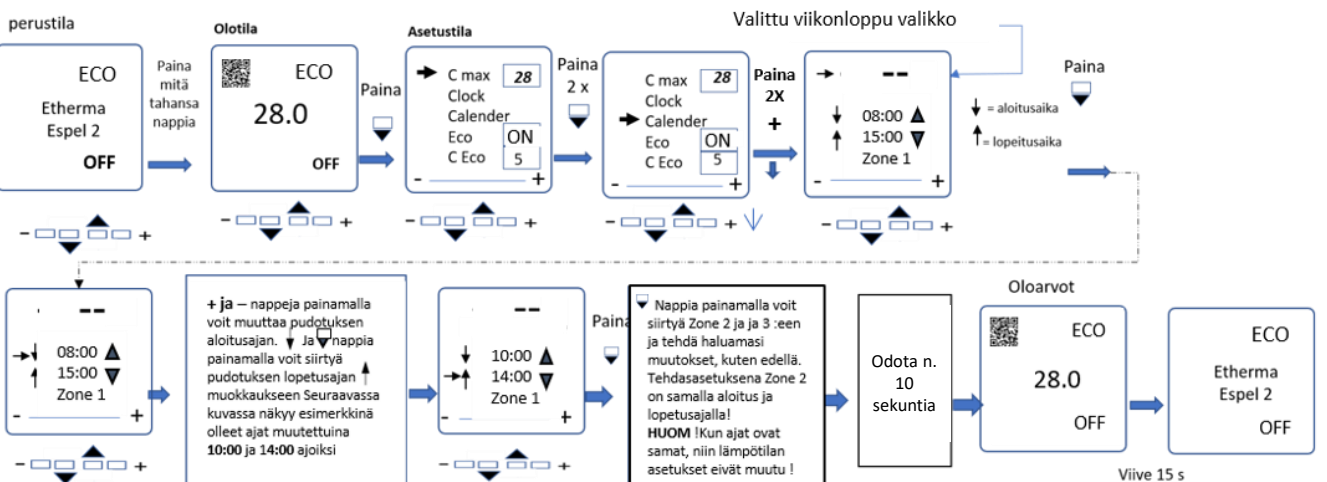 perustila
ECO
Etherma
Espel 2
OFF
- +
Paina
mitä
tahansa
nappia
Olotila
ECO
28.0
OFF
- +
Paina
Asetustila
C max 28
Clock
Calender
Eco ON
C Eco 5
- +
- +
Paina
2 x
C max 28
Clock
Calender
Eco ON
C Eco 5
- +
- +
Paina
2X
+
Valittu viikonloppu valikko
--
08:00
15:00
Zone 1
- +
- +
= aloitusaika
= lopeitusaika
Paina
--
08:00
15:00
Zone 1
- +
- +
+ ja – nappeja painamalla
voit muuttaa pudotuksen
aloitusajan. Ja nappia
painamalla voit siirtyä
pudotuksen lopetusajan
muokkaukseen Seuraavassa
kuvassa näkyy esimerkkinä
olleet ajat muutettuina
10:00 ja 14:00 ajoiksi
--
10:00
14:00
Zone 1
- +
- +
Paina
Nappia painamalla voit
siirtyä Zone 2 ja ja 3 :een
ja tehdä haluamasi
muutokset, kuten edellä.
Tehdasasetuksena Zone 2
on samalla aloitus ja
lopetusajalla!
HUOM !Kun ajat ovat
samat, niin lämpötilan
asetukset eivät muutu !
Odota n.
10
sekuntia
Oloarvot
ECO
28.0
OFF
ECO
Etherma
Espel 2
OFF
Viive 15 s